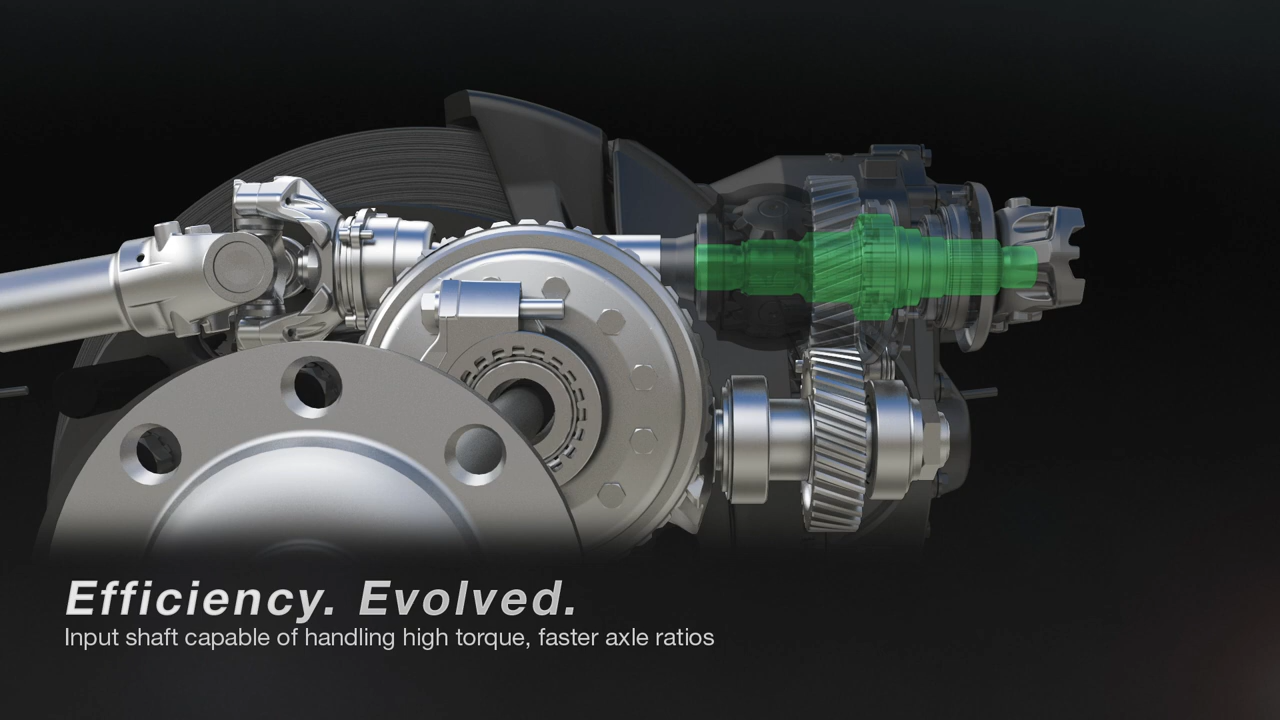 Efficiency. Evolved.
Input shaft capable of handling high torque, faster axle ratios